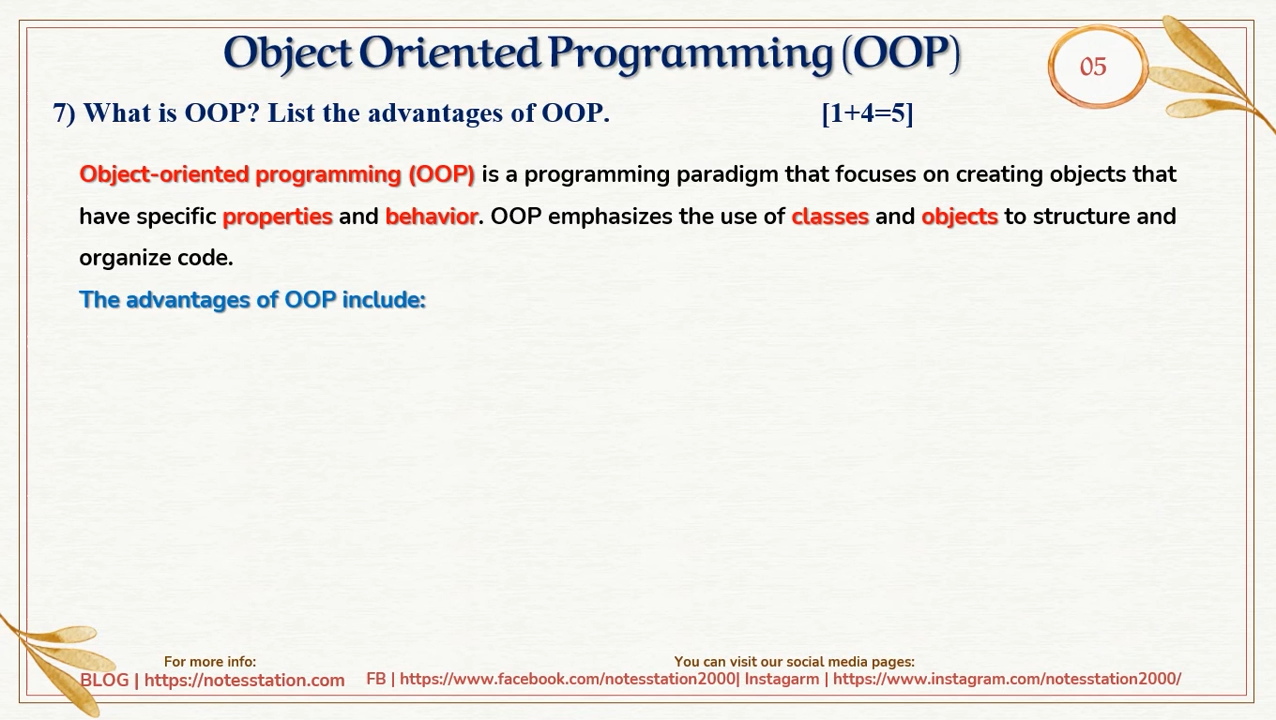 Object Oriented Programming (OOP)
05
7) What is OOP? List the advantages of OOP. [1+4=5]
Object-oriented programming (OOP) is a programming paradigm that focuses on creating objects that
have specific properties and behavior. OOP emphasizes the use of classes and objects to structure and
organize code.
The advantages of OOP include:
For more info:
BLOG | https://notesstation.com
You can visit our social media pages:
FB | https://www.facebook.com/notesstation2000| Instagarm | https://www.instagram.com/notesstation2000/